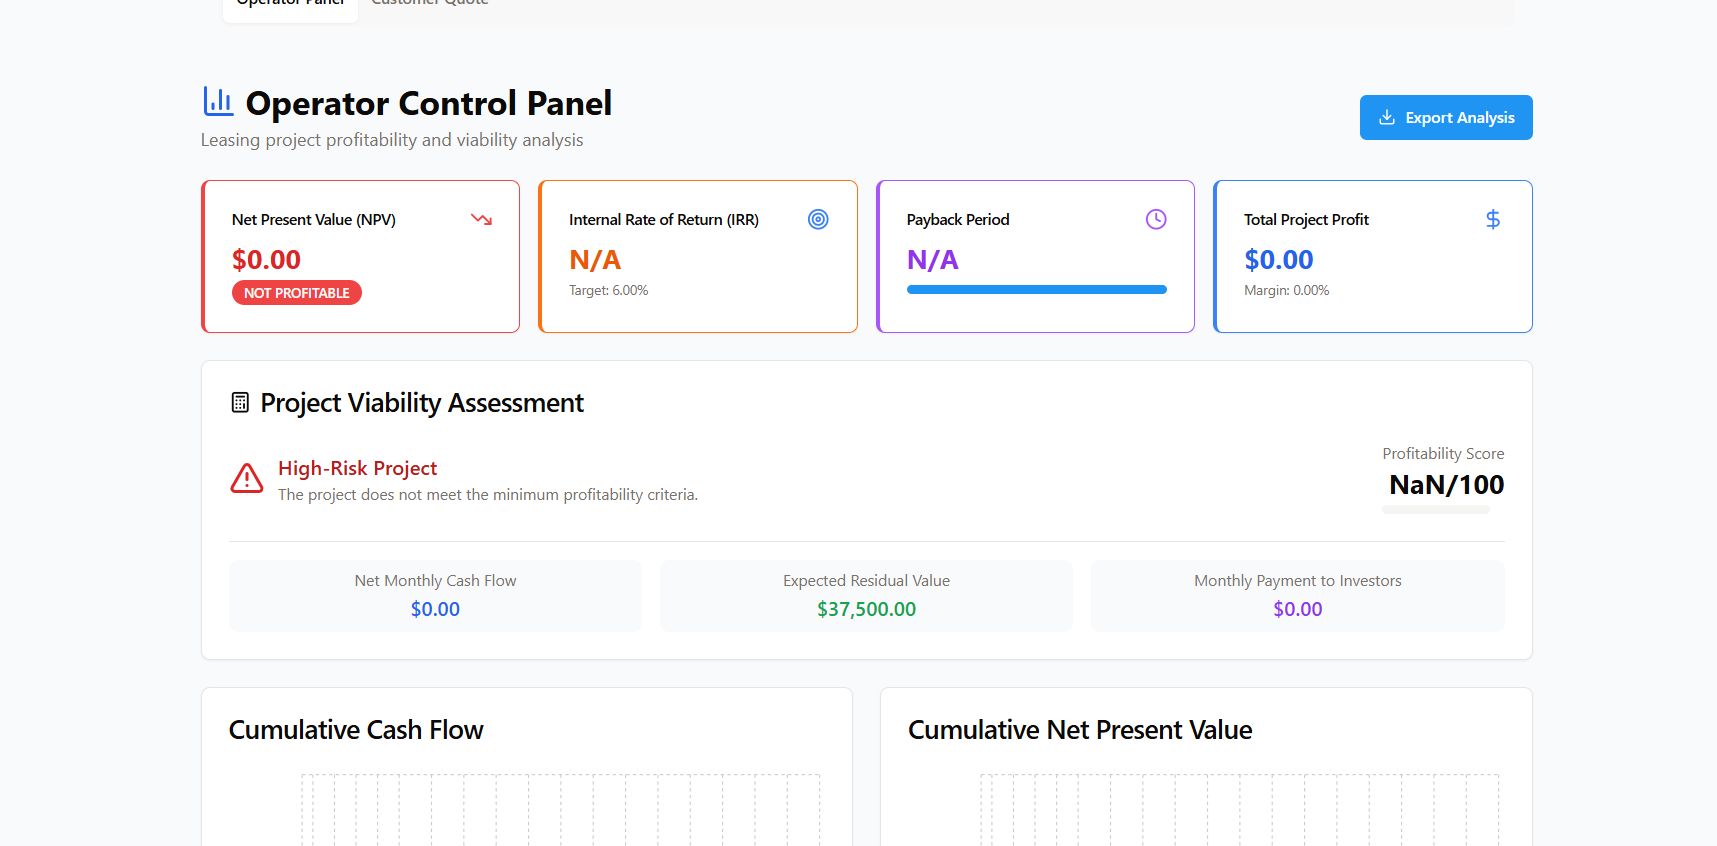 Operator Panel Customer Quote
Operator Control Panel
Leasing project profitability and viability analysis
Export Analysis
Net Present Value (NPV)
$0.00
NOT PROFITABLE
Internal Rate of Return (IRR)
N/A
Target: 6.00%
Payback Period
N/A
Total Project Profit
$0.00
Margin: 0.00%
Project Viability Assessment
High-Risk Project
The project does not meet the minimum profitability criteria.
Profitability Score
NaN/100
Net Monthly Cash Flow
$0.00
Expected Residual Value
$37,500.00
Monthly Payment to Investors
$0.00
Cumulative Cash Flow
Cumulative Net Present Value